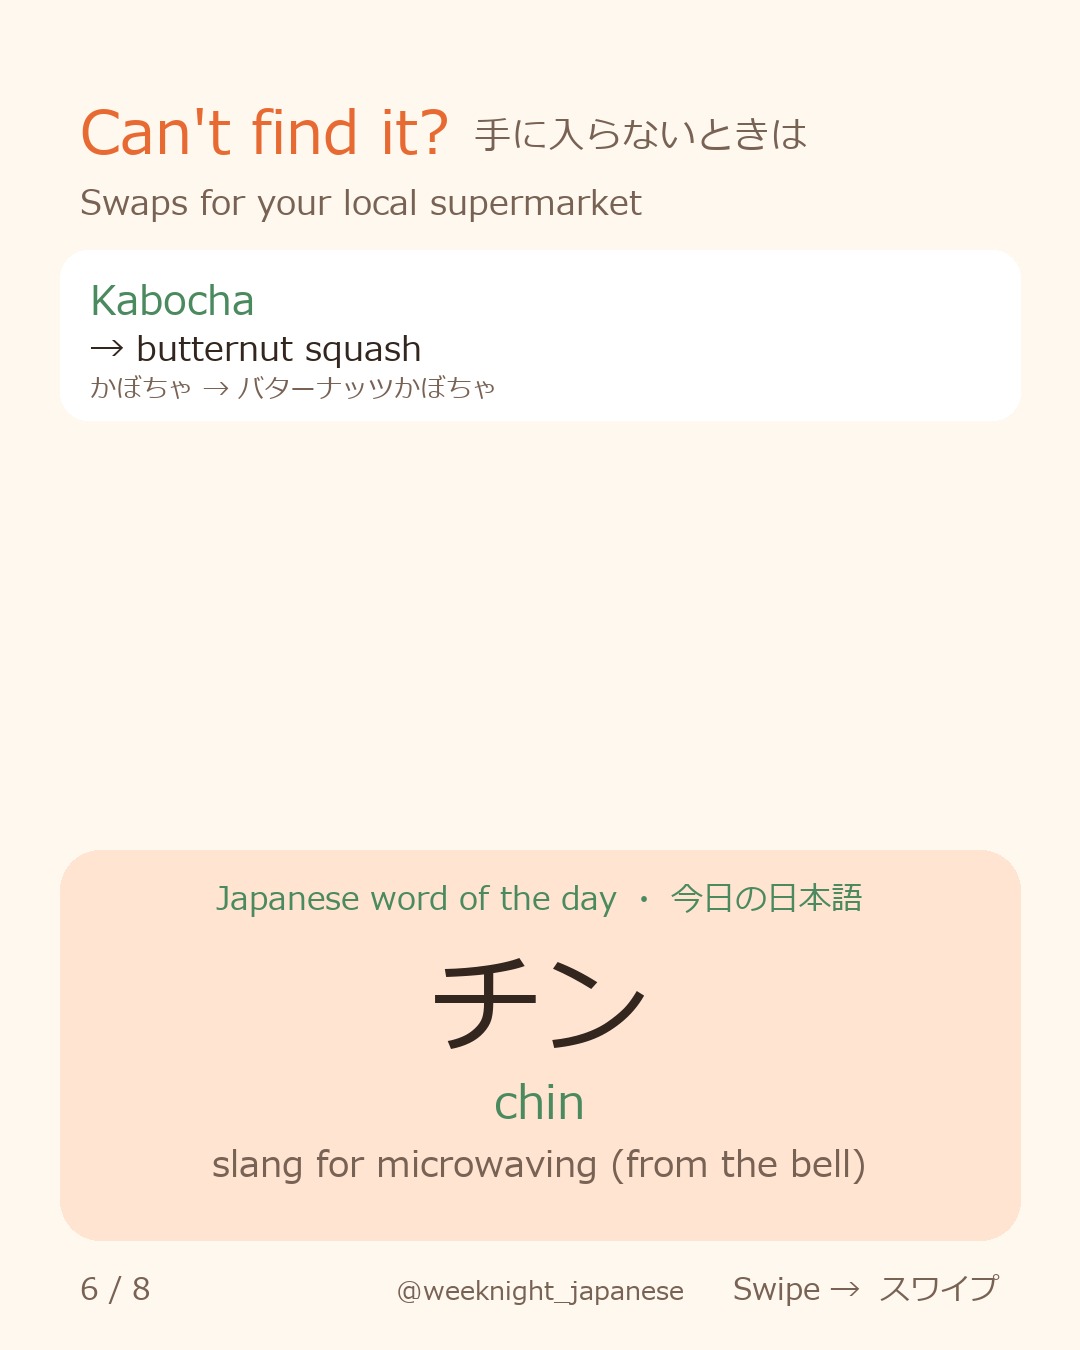 Can't find it? 手に入らないときは
Swaps for your local supermarket
Kabocha
→ butternut squash
かぼちゃ → バターナッツかぼちゃ
Japanese word of the day ・ 今日の日本語
チン
chin
slang for microwaving (from the bell)
6 / 8 @weeknight_japanese Swipe → スワイプ